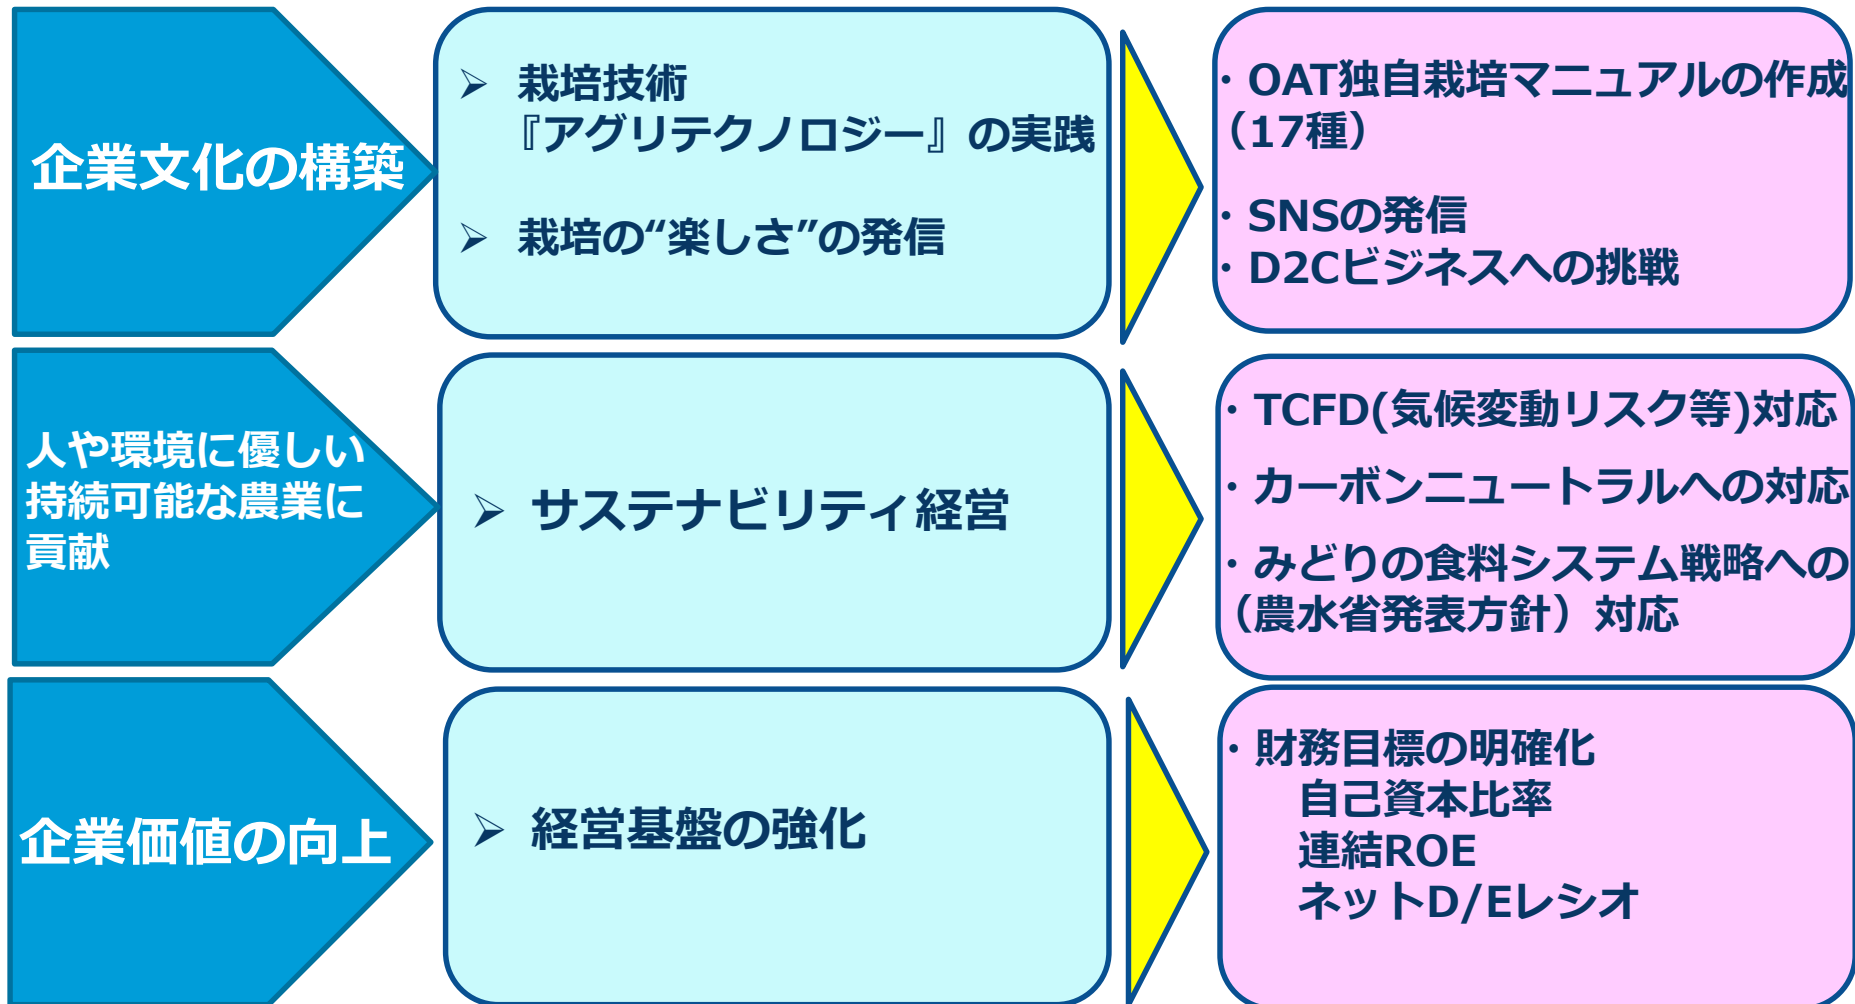 企業文化の構築
➢ 栽培技術
『アグリテクノロジー』の実践
➢ 栽培の“楽しさ”の発信
・OAT独自栽培マニュアルの作成
（17種）
・SNSの発信
・D2Cビジネスへの挑戦
人や環境に優しい
持続可能な農業に
貢献
➢ サステナビリティ経営
・TCFD(気候変動リスク等)対応
・カーボンニュートラルへの対応
・みどりの食料システム戦略への
（農水省発表方針）対応
企業価値の向上
➢ 経営基盤の強化
・財務目標の明確化
自己資本比率
連結ROE
ネットD/Eレシオ